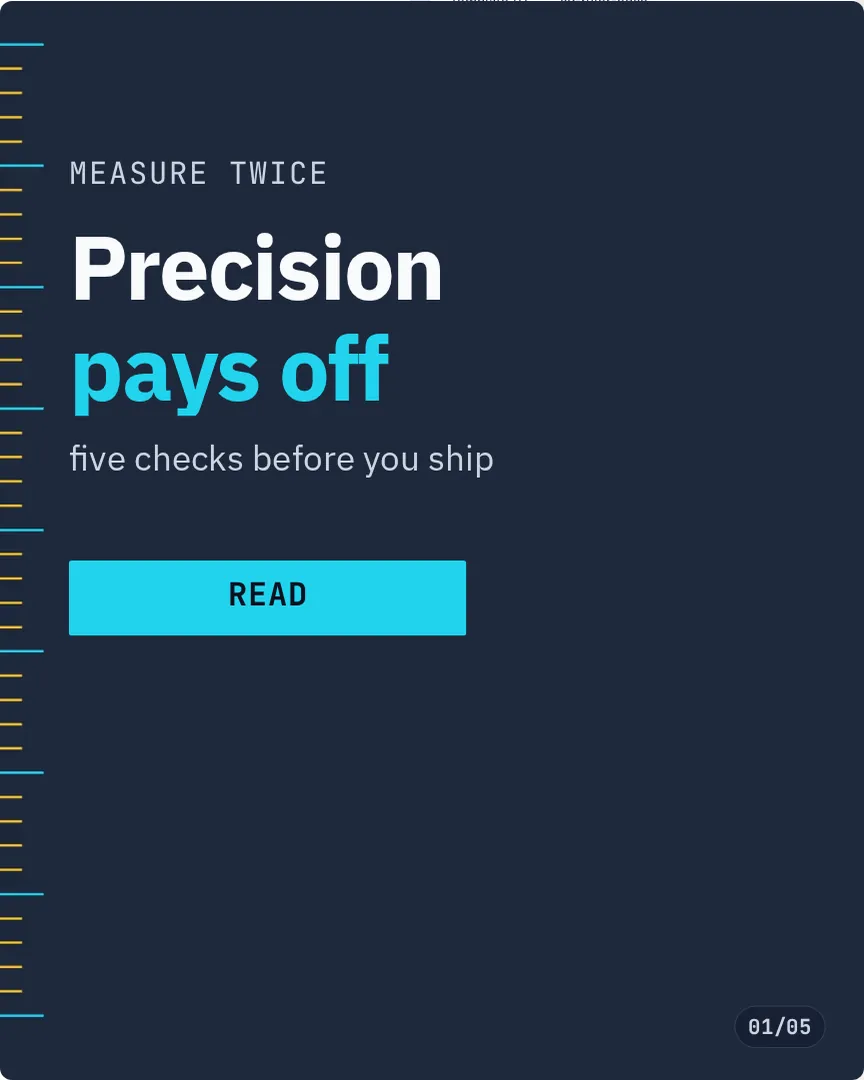 MEASURE TWICE
Precision
pays off
five checks before you ship
READ
01/05